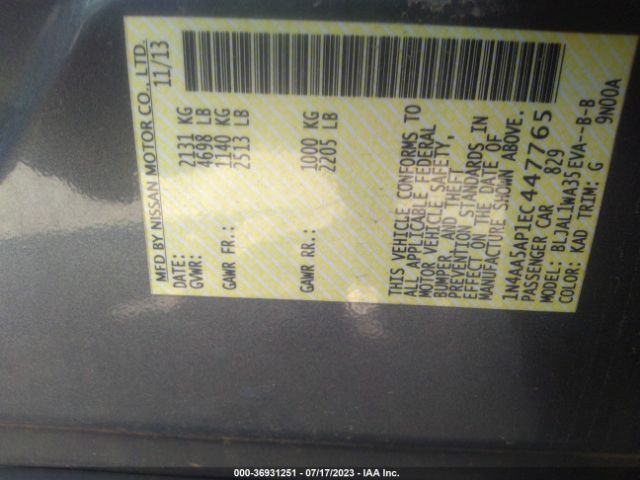 MFD BY NISSAN MOTOR CO., LTD.
DATE: 11/13
GVWR: 2131 KG
4698 LB
GAWR FR.: 1140 KG
2513 LB
GAWR RR.: 1000 KG
2205 LB
THIS VEHICLE CONFORMS TO
ALL APPLICABLE FEDERAL
MOTOR VEHICLE SAFETY,
BUMPER, AND THEFT
PREVENTION STANDARDS IN
EFFECT ON THE DATE OF
MANUFACTURE SHOWN ABOVE.
1N4AA5AP1EC447765
PASSENGER CAR 829
MODEL: BLJAL1WA35EVA--B-B
COLOR: KAD TRIM: G 9N00A
000-36931251 - 07/17/2023 - IAA Inc.